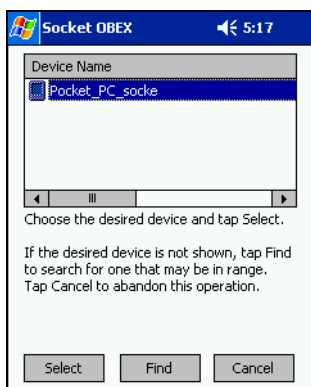 Socket OBEX 5:17
Device Name
Pocket_PC_socke
Choose the desired device and tap Select.
If the desired device is not shown, tap Find
to search for one that may be in range.
Tap Cancel to abandon this operation.
Select Find Cancel